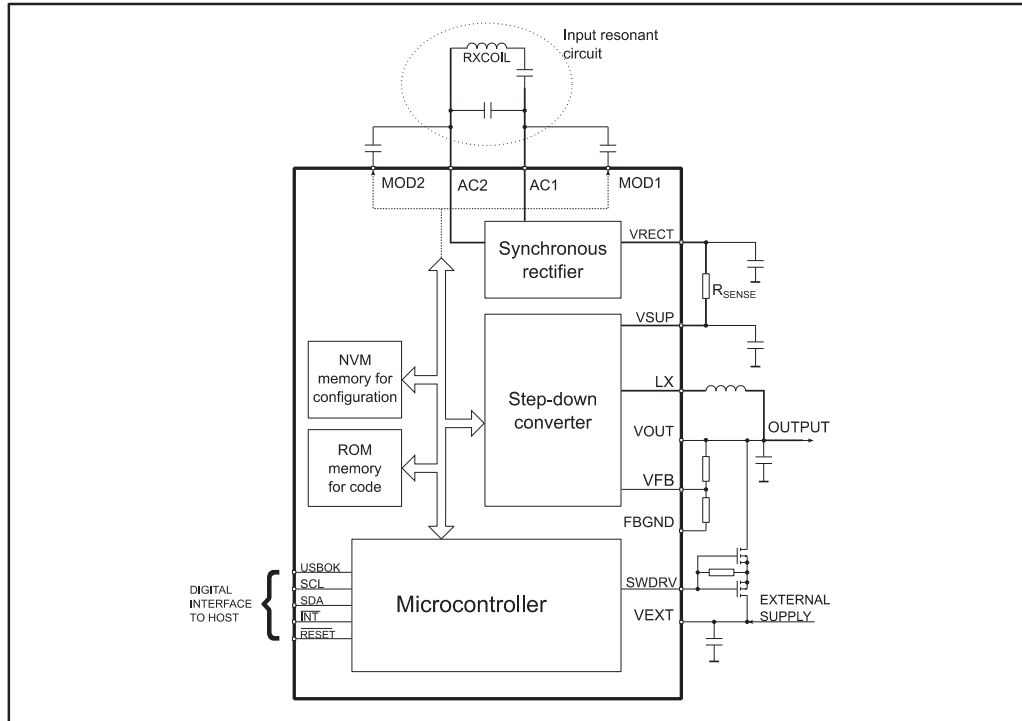 Input resonant
circuit
RXCOIL
MOD2
AC2
AC1
MOD1
Synchronous
rectifier
VRECT
RSENSE
VSUP
NVM
memory for
configuration
Step-down
converter
LX
VOUT
OUTPUT
ROM
memory
for code
VFB
FBGND
DIGITAL
INTERFACE
TO HOST
USBOK
SCL
SDA
INT
RESET
Microcontroller
SWDRV
VEXT
EXTERNAL
SUPPLY